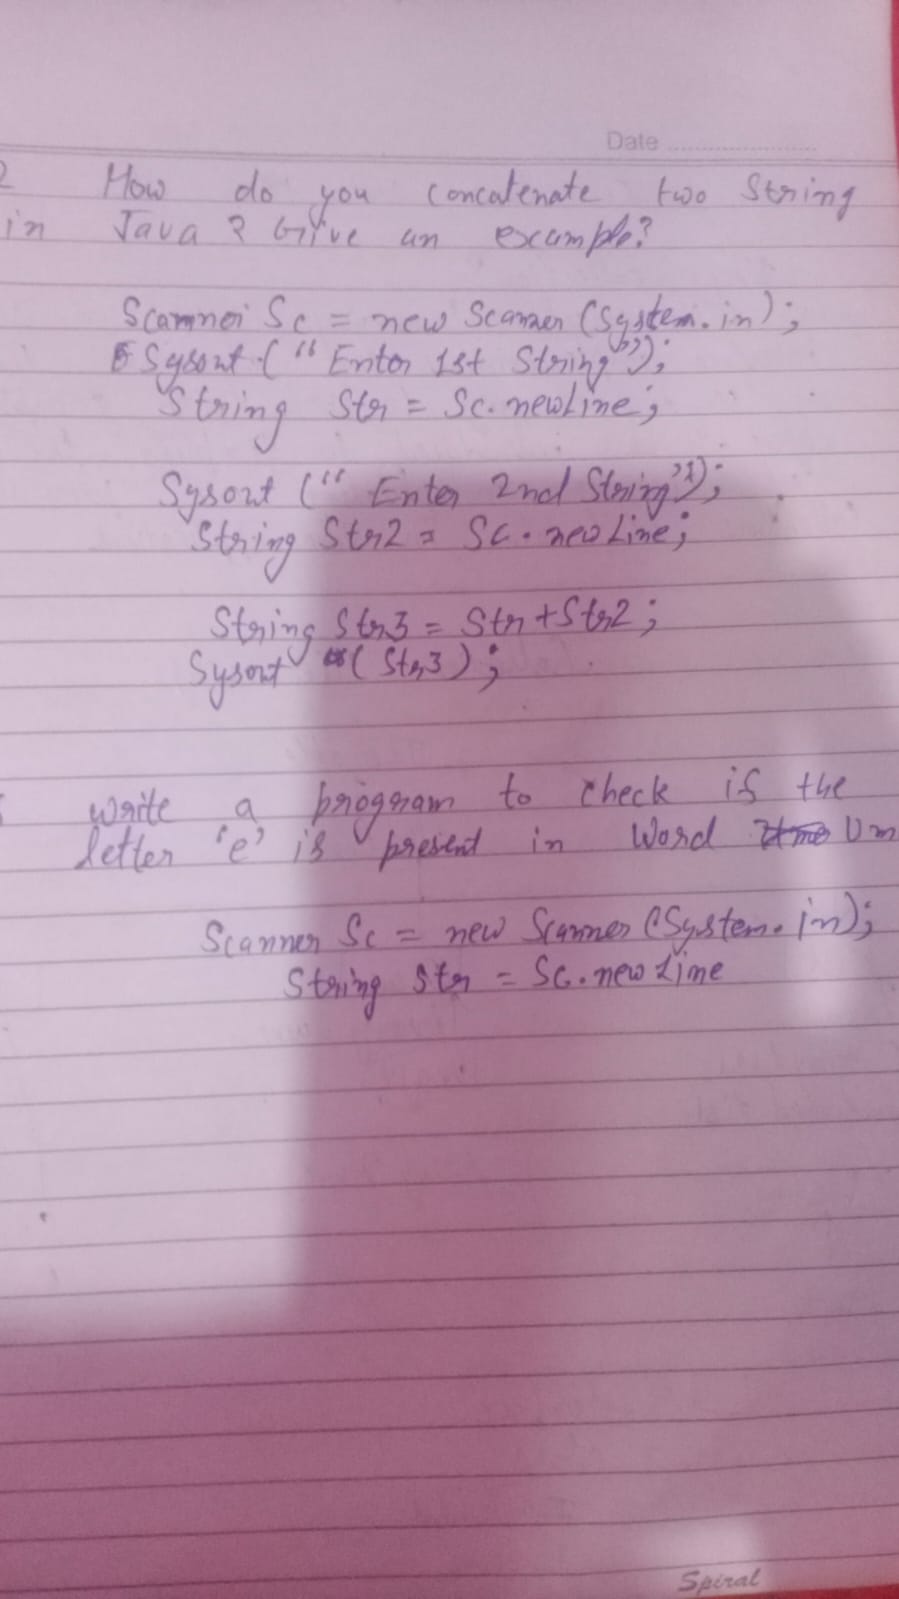 Date
2 How do you concatenate two String
in Java ? Give an example?
Scanner Sc = new Scanner (System.in);
Sysout ("Enter 1st String");
String Str = Sc.newLine;
Sysout ("Enter 2nd String");
String Str2 = Sc.newLine;
String Str3 = Str+Str2;
Sysout (Str3);
write a program to check if the
letter 'e' is present in Word Um
Scanner Sc = new Scanner (System.in);
String Str = Sc.newLine
Spiral